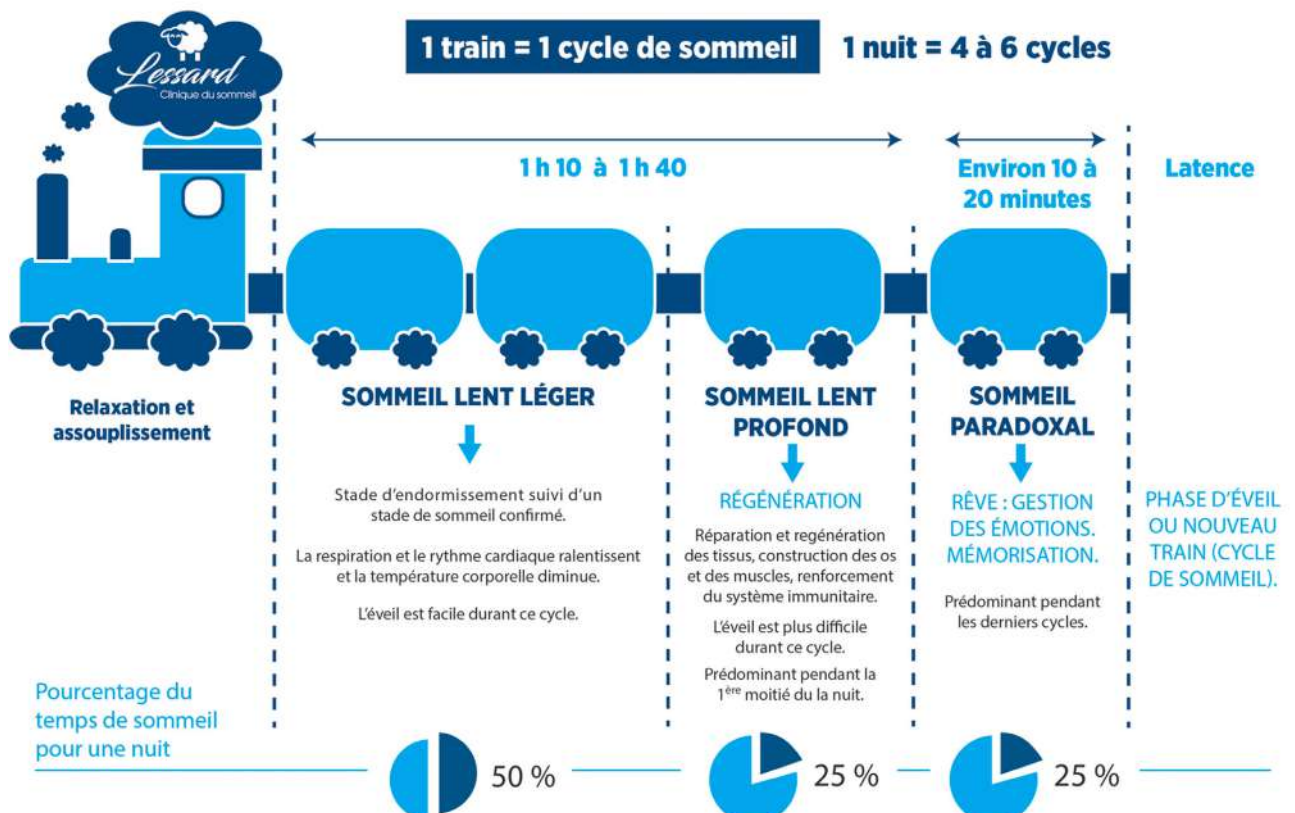 Lessard
Clinique du sommeil
1 train = 1 cycle de sommeil
1 nuit = 4 à 6 cycles
1 h 10 à 1 h 40
Environ 10 à
20 minutes
Latence
Relaxation et
assouplissement
SOMMEIL LENT LÉGER
Stade d'endormissement suivi d'un
stade de sommeil confirmé.
La respiration et le rythme cardiaque ralentissent
et la température corporelle diminue.
L'éveil est facile durant ce cycle.
SOMMEIL LENT
PROFOND
RÉGÉNÉRATION
Réparation et regénération
des tissus, construction des os
et des muscles, renforcement
du système immunitaire.
L'éveil est plus difficile
durant ce cycle.
Prédominant pendant la
1ère moitié du la nuit.
SOMMEIL
PARADOXAL
RÊVE : GESTION
DES ÉMOTIONS.
MÉMORISATION.
Prédominant pendant
les derniers cycles.
PHASE D'ÉVEIL
OU NOUVEAU
TRAIN (CYCLE
DE SOMMEIL).
Pourcentage du
temps de sommeil
pour une nuit
50 %
25 %
25 %